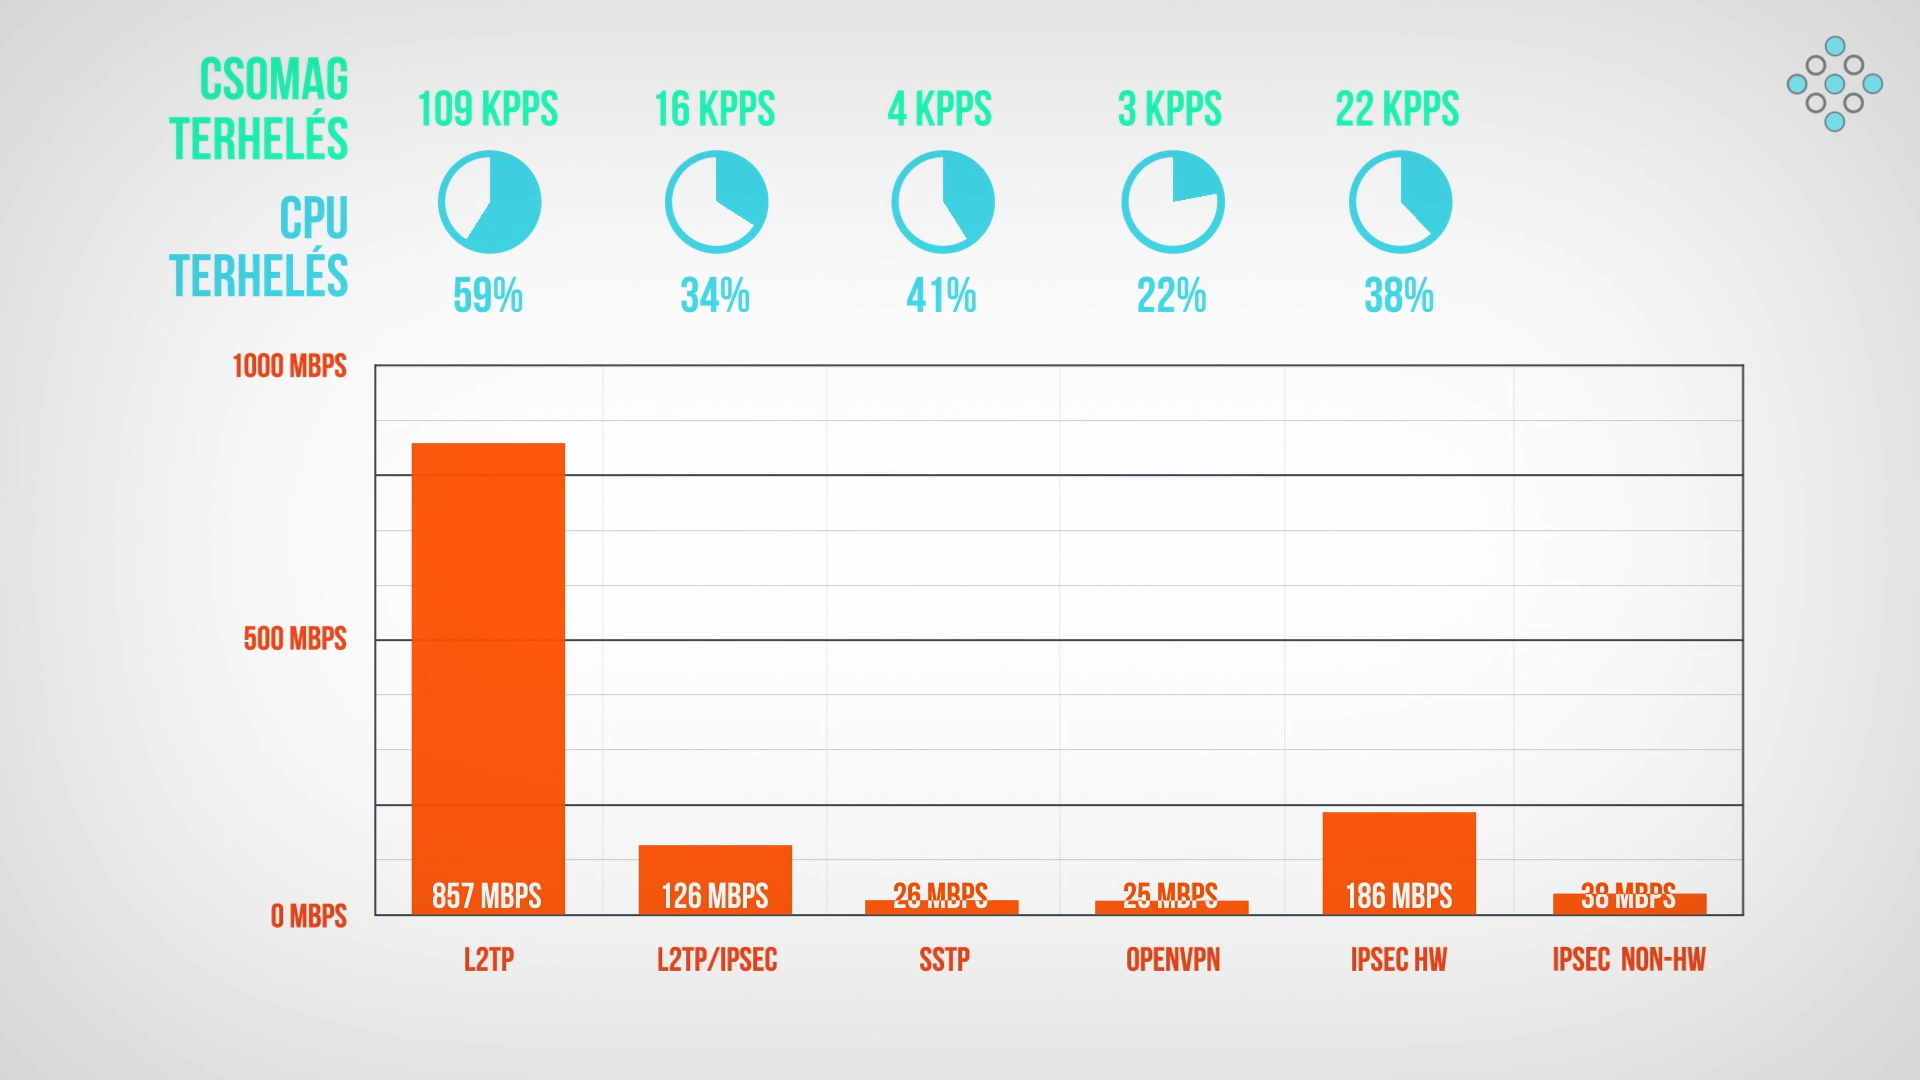 CSOMAG
TERHELÉS
109 KPPS 16 KPPS 4 KPPS 3 KPPS 22 KPPS
CPU
TERHELÉS
59% 34% 41% 22% 38%
1000 MBPS
500 MBPS
0 MBPS
857 MBPS 126 MBPS 26 MBPS 25 MBPS 186 MBPS 38 MBPS
L2TP L2TP/IPSEC SSTP OPENVPN IPSEC HW IPSEC NON-HW